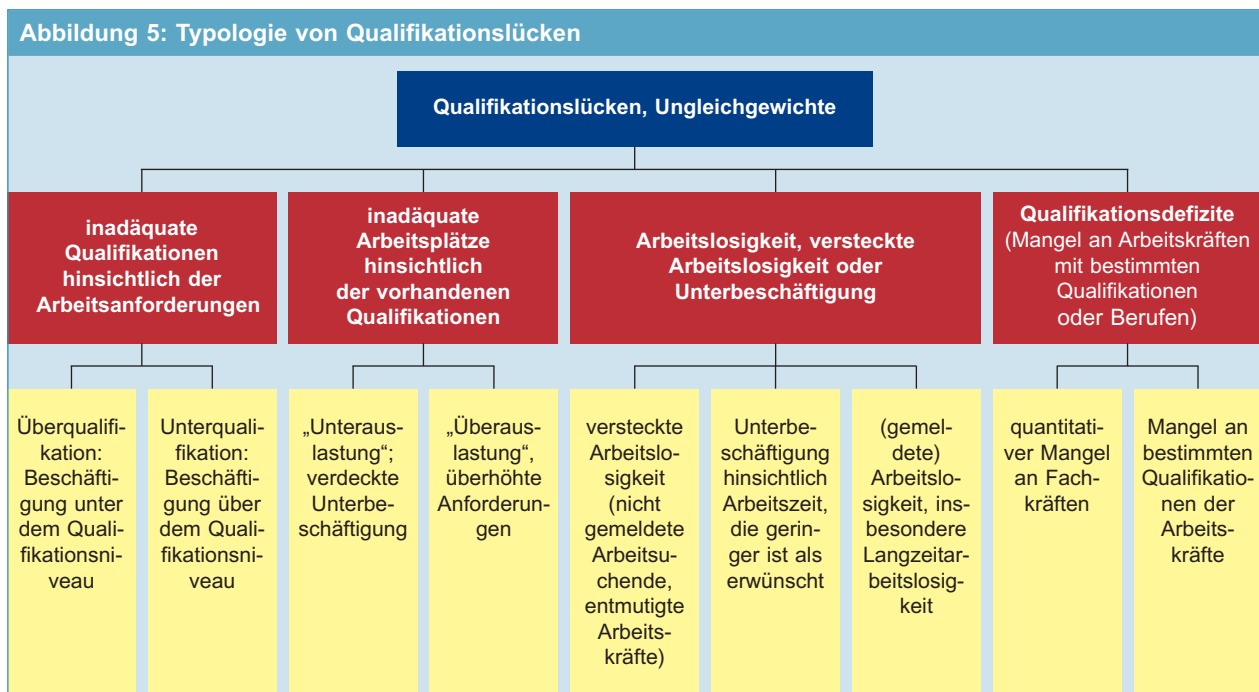 Abbildung 5: Typologie von Qualifikationslücken
Qualifikationslücken, Ungleichgewichte
inadäquate
Qualifikationen
hinsichtlich der
Arbeitsanforderungen
inadäquate
Arbeitsplätze
hinsichtlich
der vorhandenen
Qualifikationen
Arbeitslosigkeit, versteckte
Arbeitslosigkeit oder
Unterbeschäftigung
Qualifikationsdefizite
(Mangel an Arbeitskräften
mit bestimmten
Qualifikationen
oder Berufen)
Überqualifi-
kation:
Beschäfti-
gung unter
dem Quali-
fikationsni-
veau
Unterquali-
fikation:
Beschäf-
tigung über
dem Quali-
fikationsni-
veau
„Unteraus-
lastung“;
verdeckte
Unterbe-
schäftigung
„Überaus-
lastung“,
überhöhte
Anforderun-
gen
versteckte
Arbeitslo-
sigkeit
(nicht
gemeldete
Arbeitsu-
chende,
entmutigte
Arbeits-
kräfte)
Unterbe-
schäftigung
hinsichtlich
Arbeitszeit,
die gerin-
ger ist als
erwünscht
(gemel-
dete)
Arbeitslo-
sigkeit, ins-
besondere
Langzeitar-
beitslosig-
keit
quantitati-
ver Mangel
an Fach-
kräften
Mangel an
bestimmten
Qualifikatio-
nen der
Arbeits-
kräfte